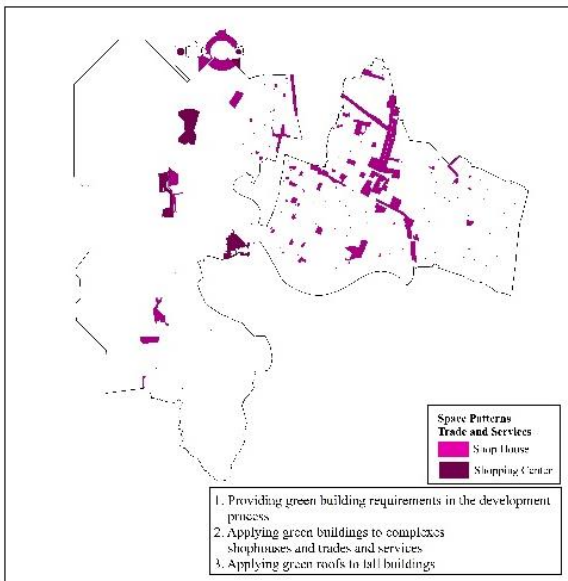 Space Patterns
Trade and Services
Shop House
Shopping Center
1. Providing green building requirements in the development
process
2. Applying green buildings to complexes
shophouses and trades and services
3. Applying green roofs to tall buildings